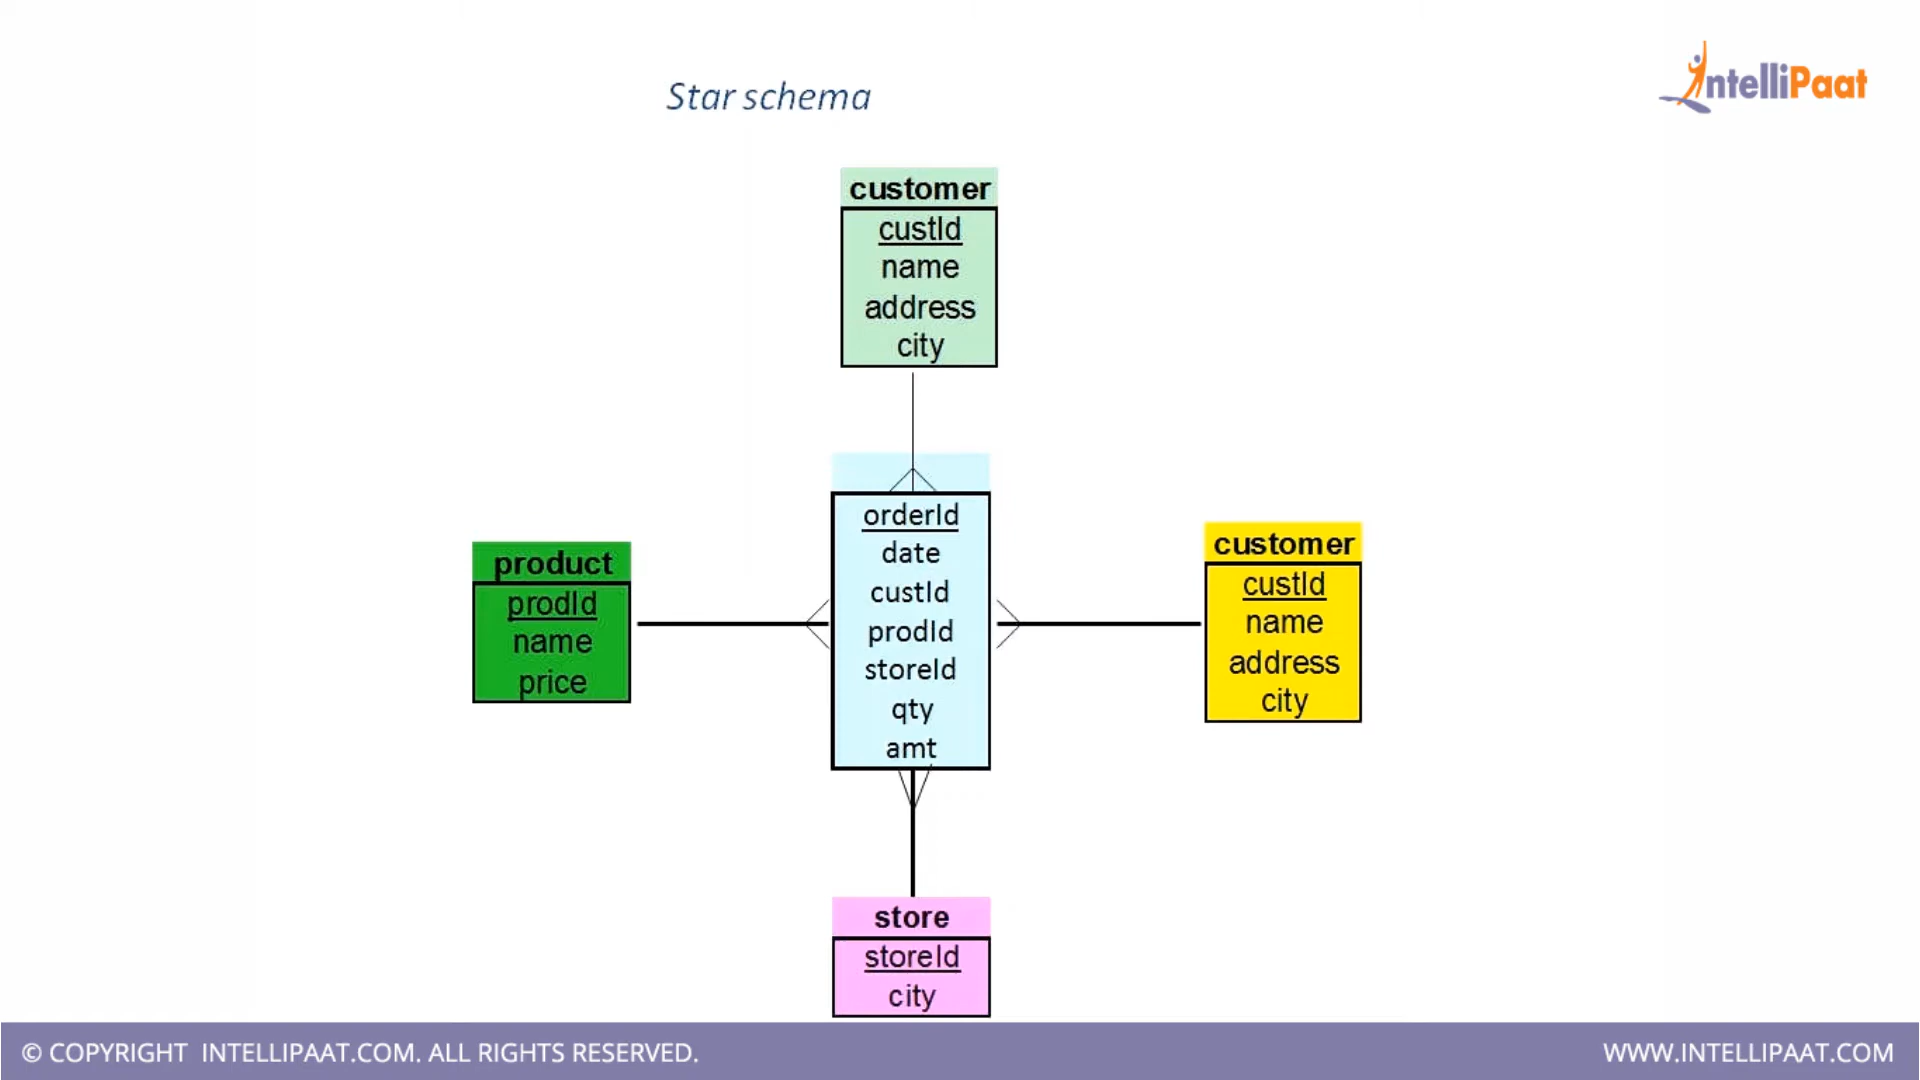 Star schema
IntelliPaat
customer
custId
name
address
city
product
prodId
name
price
orderId
date
custId
prodId
storeId
qty
amt
customer
custId
name
address
city
store
storeId
city
© COPYRIGHT INTELLIPAAT.COM. ALL RIGHTS RESERVED.
WWW.INTELLIPAAT.COM